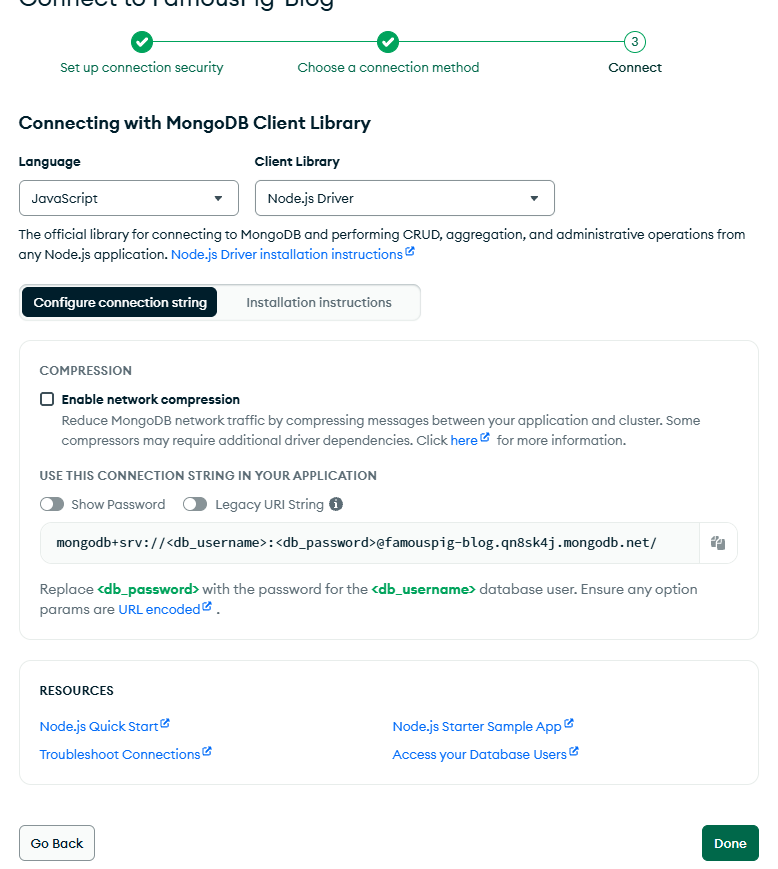 Connect to FamousPig-Blog
Set up connection security
Choose a connection method
3
Connect
Connecting with MongoDB Client Library
Language
Client Library
JavaScript
Node.js Driver
The official library for connecting to MongoDB and performing CRUD, aggregation, and administrative operations from
any Node.js application. Node.js Driver installation instructions
Configure connection string
Installation instructions
COMPRESSION
Enable network compression
Reduce MongoDB network traffic by compressing messages between your application and cluster. Some
compressors may require additional driver dependencies. Click here for more information.
USE THIS CONNECTION STRING IN YOUR APPLICATION
Show Password
Legacy URI String
mongodb+srv://<db_username>:<db_password>@famouspig-blog.qn8sk4j.mongodb.net/
Replace <db_password> with the password for the <db_username> database user. Ensure any option
params are URL encoded .
RESOURCES
Node.js Quick Start
Node.js Starter Sample App
Troubleshoot Connections
Access your Database Users
Go Back
Done